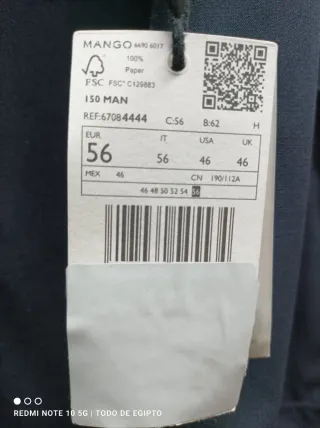 MANGO 6690 6017
100%
Paper
FSC FSC® C129883
150 MAN
REF:67084444 C:56 B:62 H
EUR IT USA UK
56 56 46 46
MEX 46 CN 190/112A
46 48 50 52 54 56
REDMI NOTE 10 5G | TODO DE EGIPTO